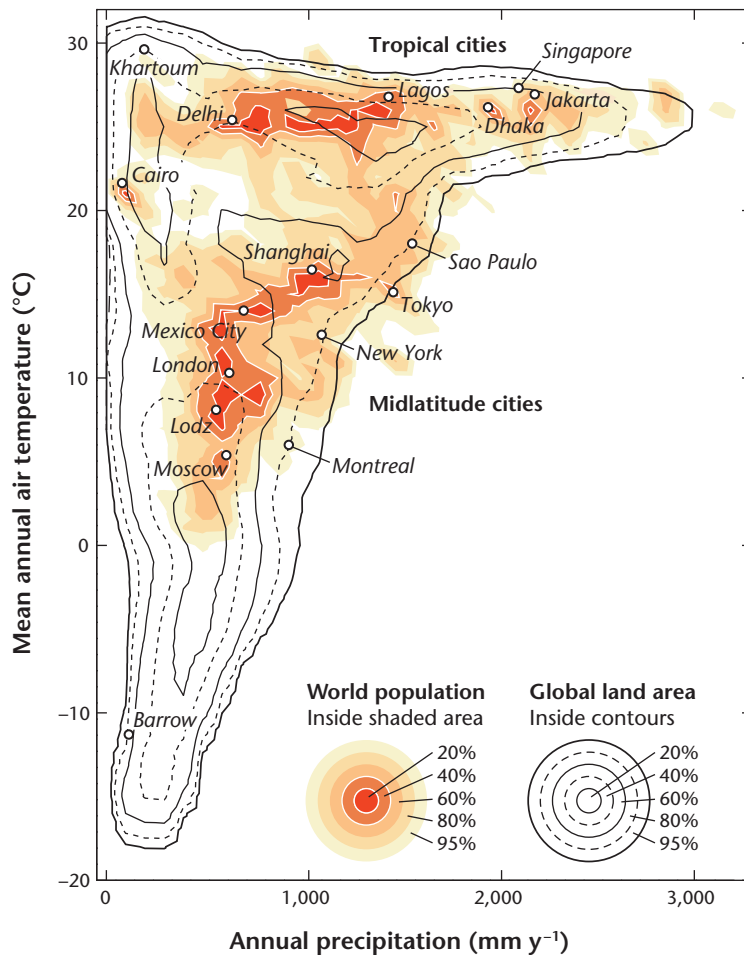 30
20
10
0
−10
−20
Mean annual air temperature (°C)
Tropical cities
Singapore
Khartoum
Lagos
Jakarta
Delhi
Dhaka
Cairo
Shanghai
Sao Paulo
Tokyo
Mexico City
New York
London
Midlatitude cities
Lodz
Moscow
Montreal
Barrow
World population
Inside shaded area
20%
40%
60%
80%
95%
Global land area
Inside contours
20%
40%
60%
80%
95%
0
1,000
2,000
3,000
Annual precipitation (mm y⁻¹)